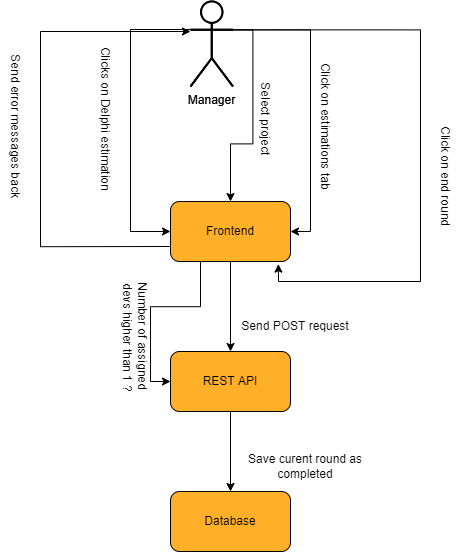 Manager
Send error messages back
Clicks on Delphi estimation
Select project
Click on estimations tab
Click on end round
Frontend
Number of assigned
devs higher than 1 ?
Send POST request
REST API
Save curent round as
completed
Database